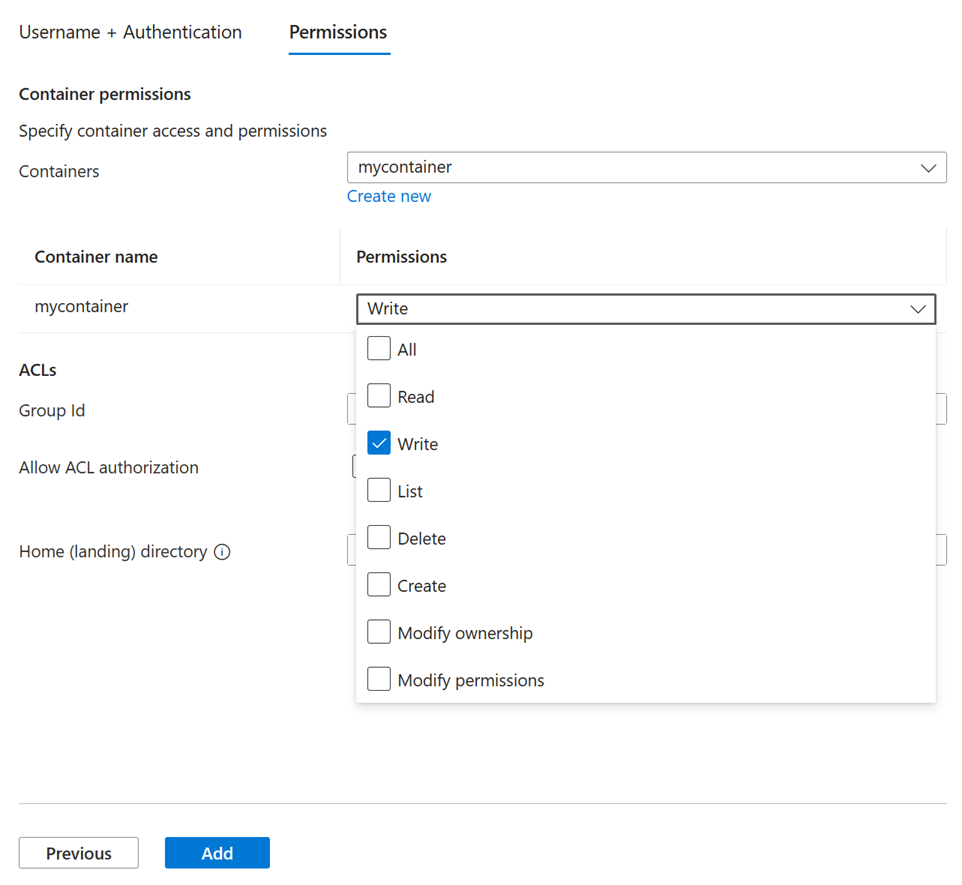 Username + Authentication Permissions
Container permissions
Specify container access and permissions
Containers mycontainer
Create new
Container name Permissions
mycontainer Write
All
Read
Write
List
Delete
Create
Modify ownership
Modify permissions
ACLs
Group Id
Allow ACL authorization
Home (landing) directory
Previous Add